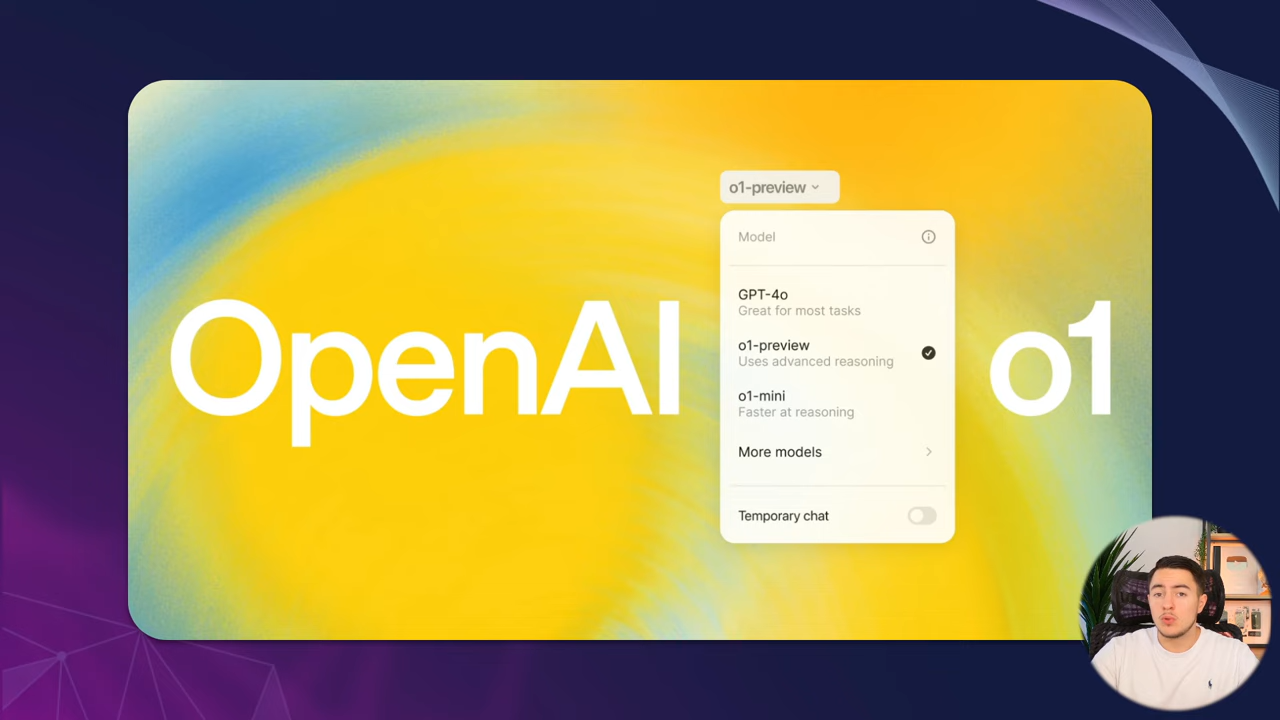 OpenAI
o1
o1-preview
Model
GPT-4o
Great for most tasks
o1-preview
Uses advanced reasoning
o1-mini
Faster at reasoning
More models
Temporary chat